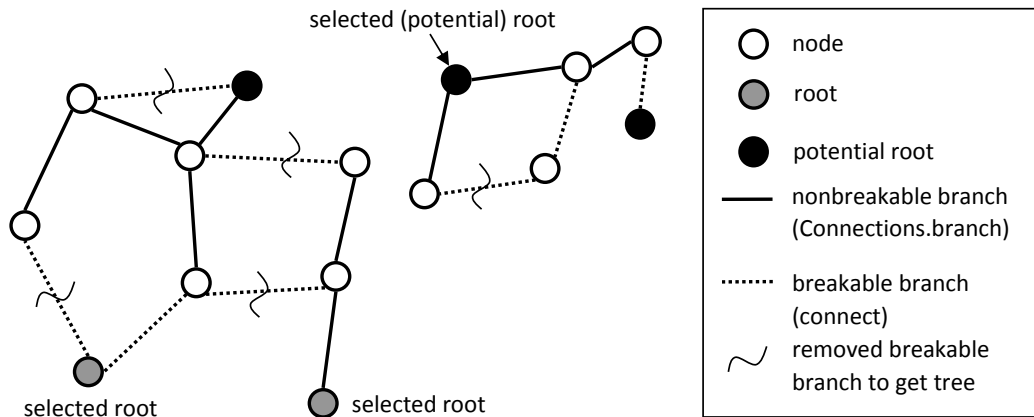 selected (potential) root
selected root
selected root
node
root
potential root
nonbreakable branch
(Connections.branch)
breakable branch
(connect)
removed breakable
branch to get tree